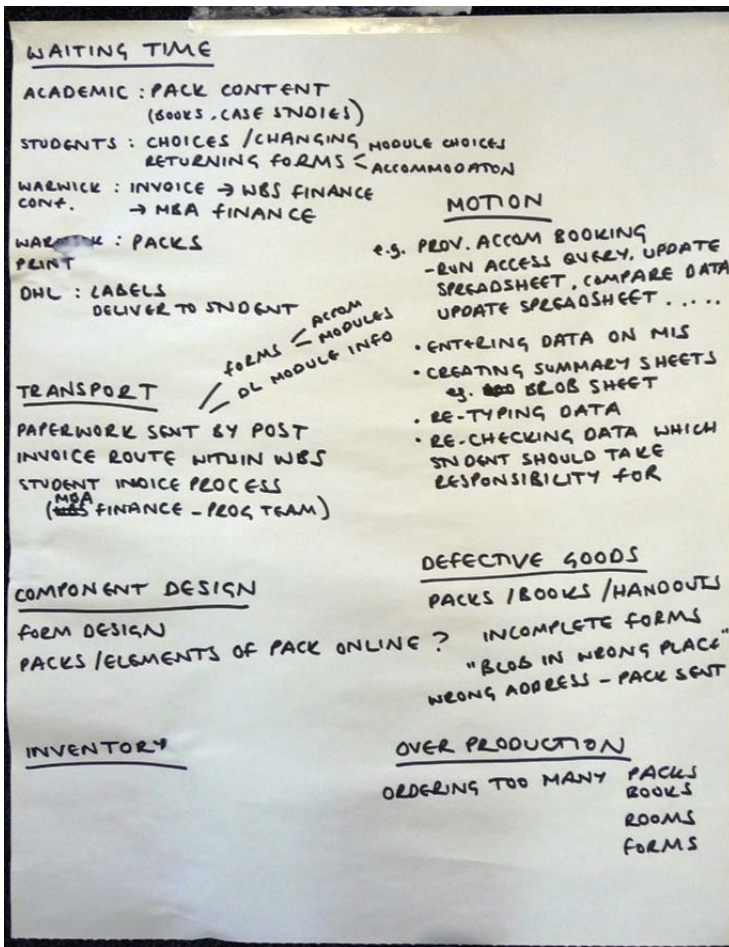 WAITING TIME
ACADEMIC : PACK CONTENT
(BOOKS, CASE STUDIES)
STUDENTS : CHOICES / CHANGING MODULE CHOICES
RETURNING FORMS < ACCOMMODATON
WARWICK : INVOICE → WBS FINANCE
CONF. → MBA FINANCE
: PACKS
PRINT
DHL : LABELS
DELIVER TO STUDENT
TRANSPORT
FORMS < ACCOM
MODULES
DL MODULE INFO
PAPERWORK SENT BY POST
INVOICE ROUTE WITHIN WBS
STUDENT INVOICE PROCESS
(MBA FINANCE - PROG TEAM)
COMPONENT DESIGN
FORM DESIGN
PACKS / ELEMENTS OF PACK ONLINE ?
INVENTORY
MOTION
e.g. PROV. ACCOM BOOKING
- RUN ACCESS QUERY, UPDATE
SPREADSHEET, COMPARE DATA
UPDATE SPREADSHEET .....
• ENTERING DATA ON MIS
• CREATING SUMMARY SHEETS
eg. BLOB SHEET
• RE-TYPING DATA
• RE-CHECKING DATA WHICH
STUDENT SHOULD TAKE
RESPONSIBILITY FOR
DEFECTIVE GOODS
PACKS / BOOKS / HANDOUTS
INCOMPLETE FORMS
"BLOB IN WRONG PLACE"
WRONG ADDRESS - PACK SENT
OVER PRODUCTION
ORDERING TOO MANY PACKS
BOOKS
ROOMS
FORMS